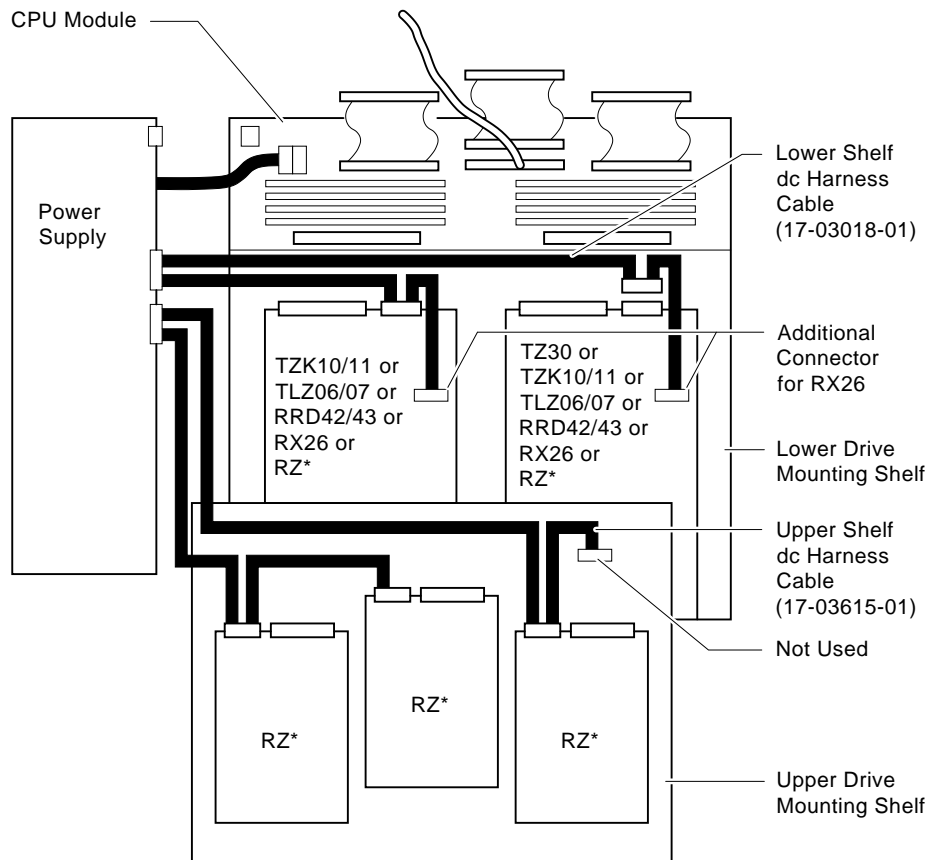 CPU Module
Power
Supply
Lower Shelf
dc Harness
Cable
(17-03018-01)
TZK10/11 or
TLZ06/07 or
RRD42/43 or
RX26 or
RZ*
TZ30 or
TZK10/11 or
TLZ06/07 or
RRD42/43 or
RX26 or
RZ*
Additional
Connector
for RX26
Lower Drive
Mounting Shelf
Upper Shelf
dc Harness
Cable
(17-03615-01)
Not Used
RZ*
RZ*
RZ*
Upper Drive
Mounting Shelf